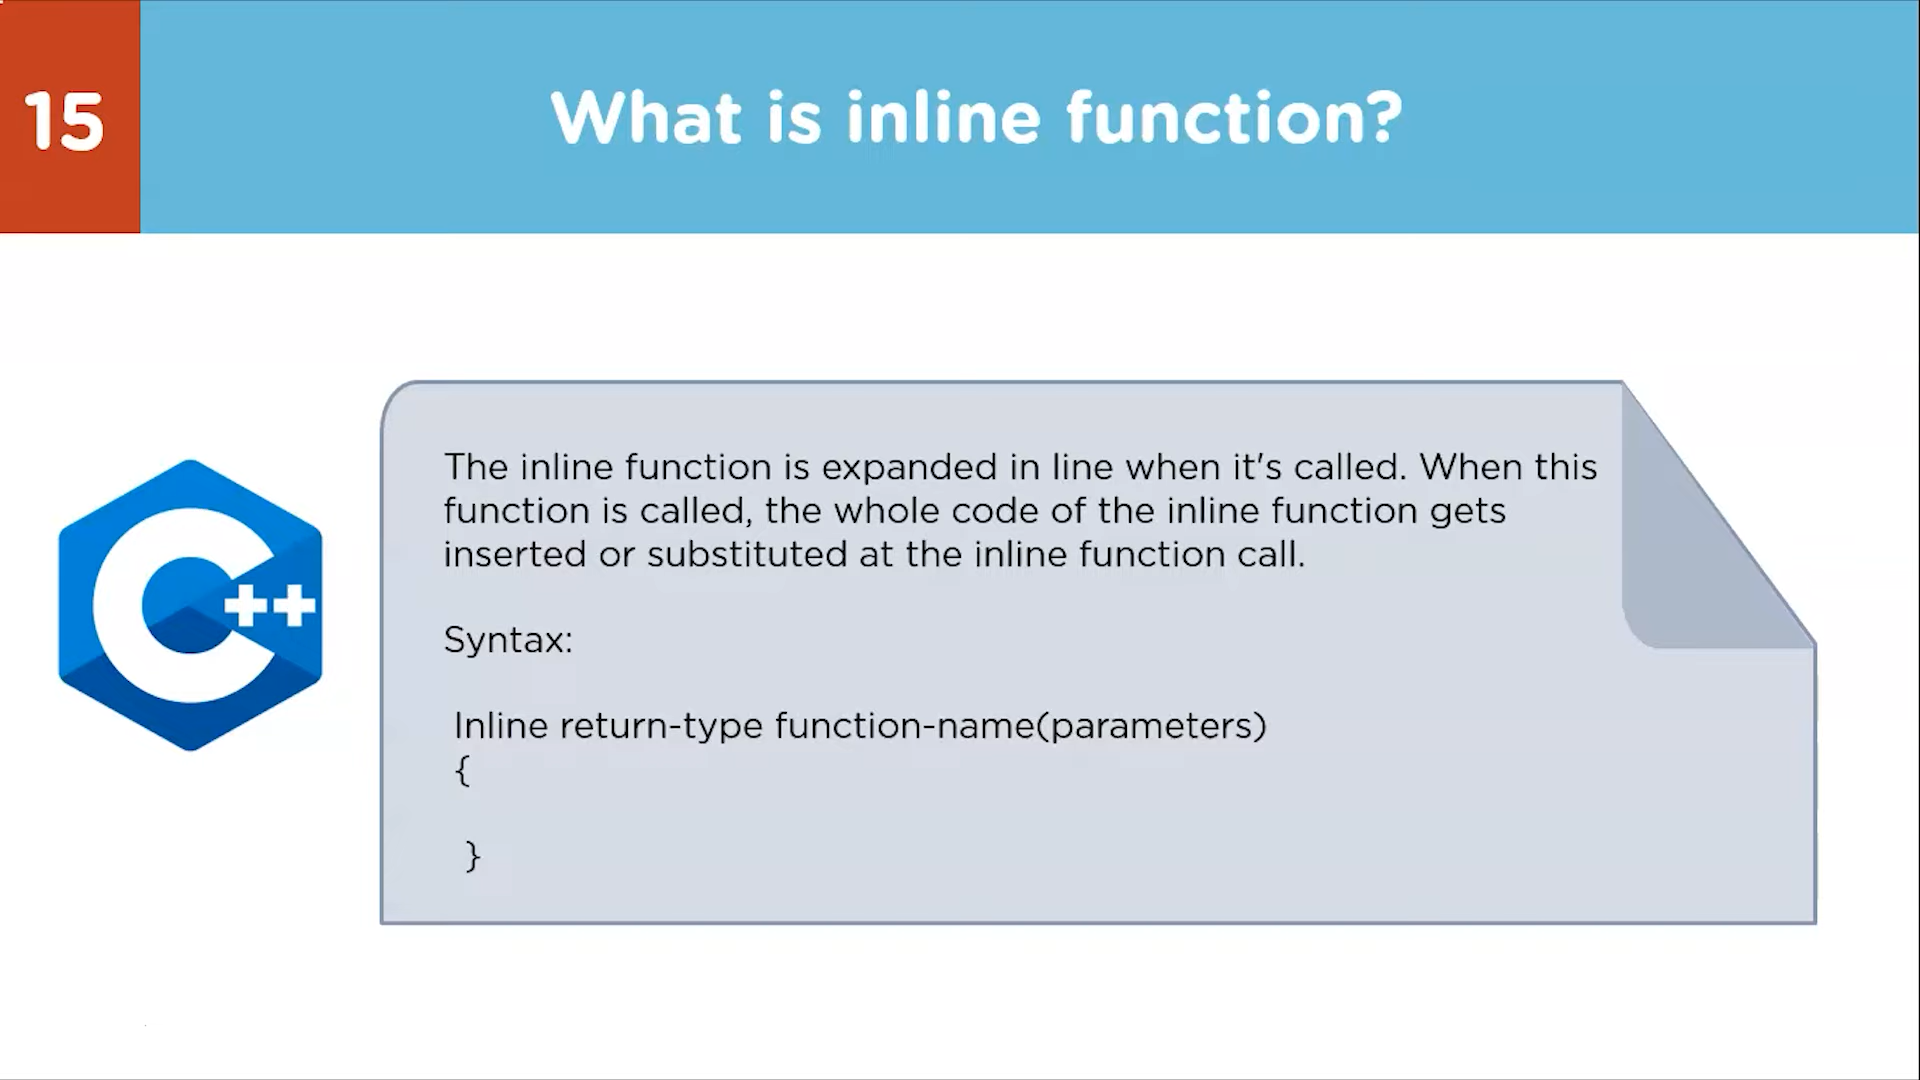 15
What is inline function?
C++
The inline function is expanded in line when it's called. When this
function is called, the whole code of the inline function gets
inserted or substituted at the inline function call.
Syntax:
Inline return-type function-name(parameters)
{
}